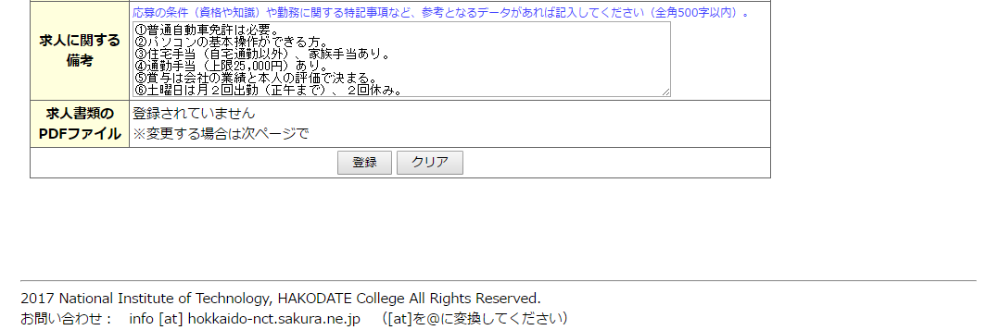 応募の条件（資格や知識）や勤務に関する特記事項など、参考となるデータがあれば記入してください（全角500字以内）。
求人に関する
備考
①普通自動車免許は必要。
②パソコンの基本操作ができる方。
③住宅手当（自宅通勤以外）、家族手当あり。
④通勤手当（上限25,000円）あり。
⑤賞与は会社の業績と本人の評価で決まる。
⑥土曜日は月２回出勤（正午まで）、２回休み。
求人書類の
PDFファイル
登録されていません
※変更する場合は次ページで
登録 クリア
2017 National Institute of Technology, HAKODATE College All Rights Reserved.
お問い合わせ： info [at] hokkaido-nct.sakura.ne.jp （[at]を@に変換してください）